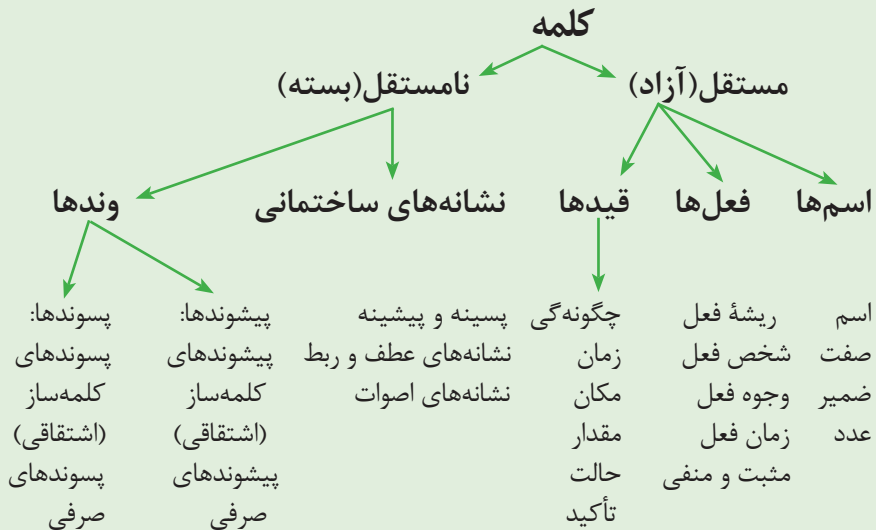 کلمه
مستقل(آزاد) نامستقل(بسته)
اسم‌ها فعل‌ها قیدها نشانه‌های ساختمانی وندها
اسم ریشهٔ فعل چگونه‌گی پسینه و پیشینه پیشوندها: پسوندها:
صفت شخص فعل زمان نشانه‌های عطف و ربط پیشوندهای پسوندهای
ضمیر وجوه فعل مکان نشانه‌های اصوات کلمه‌ساز کلمه‌ساز
عدد زمان فعل مقدار (اشتقاقی) (اشتقاقی)
مثبت و منفی حالت پیشوندهای پسوندهای
تأکید صرفی صرفی